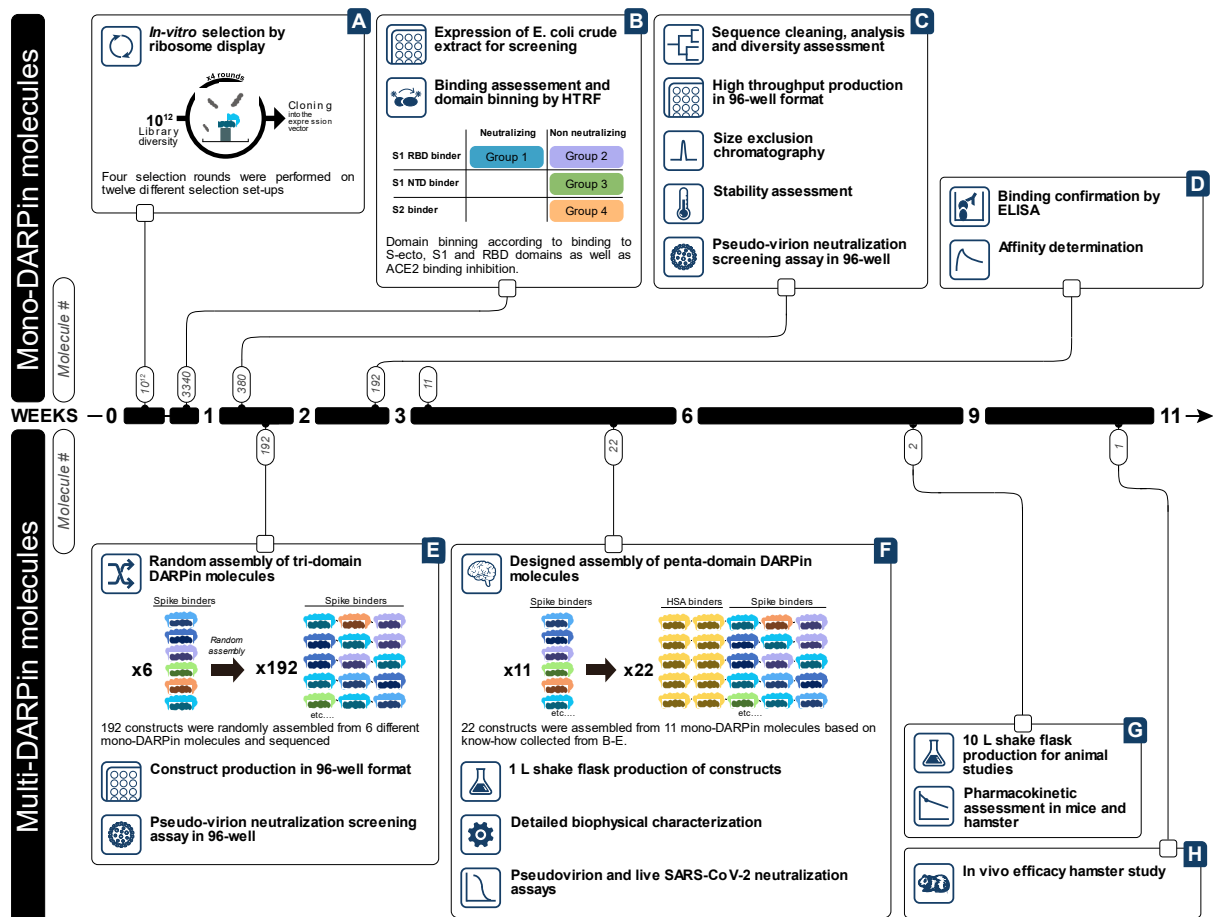 Mono-DARPin molecules
Molecule #
A
In-vitro selection by
ribosome display
x4 rounds
10¹²
Library
diversity
Cloning
into the
expression
vector
Four selection rounds were performed on
twelve different selection set-ups
B
Expression of E. coli crude
extract for screening
Binding assessement and
domain binning by HTRF
Neutralizing
Non neutralizing
S1 RBD binder
Group 1
Group 2
S1 NTD binder
Group 3
S2 binder
Group 4
Domain binning according to binding to
S-ecto, S1 and RBD domains as well as
ACE2 binding inhibition.
C
Sequence cleaning, analysis
and diversity assessment
High throughput production
in 96-well format
Size exclusion
chromatography
Stability assessment
Pseudo-virion neutralization
screening assay in 96-well
D
Binding confirmation by
ELISA
Affinity determination
10¹²
3340
380
192
11
WEEKS
0
1
2
3
6
9
11
192
22
2
1
Multi-DARPin molecules
Molecule #
E
Random assembly of tri-domain
DARPin molecules
Spike binders
Spike binders
x6
Random
assembly
x192
etc....
192 constructs were randomly assembled from 6 different
mono-DARPin molecules and sequenced
Construct production in 96-well format
Pseudo-virion neutralization screening
assay in 96-well
F
Designed assembly of penta-domain DARPin
molecules
Spike binders
HSA binders
Spike binders
x11
x22
etc....
etc....
22 constructs were assembled from 11 mono-DARPin molecules based on
know-how collected from B-E.
1 L shake flask production of constructs
Detailed biophysical characterization
Pseudovirion and live SARS-CoV-2 neutralization
assays
G
10 L shake flask
production for animal
studies
Pharmacokinetic
assessment in mice and
hamster
H
In vivo efficacy hamster study